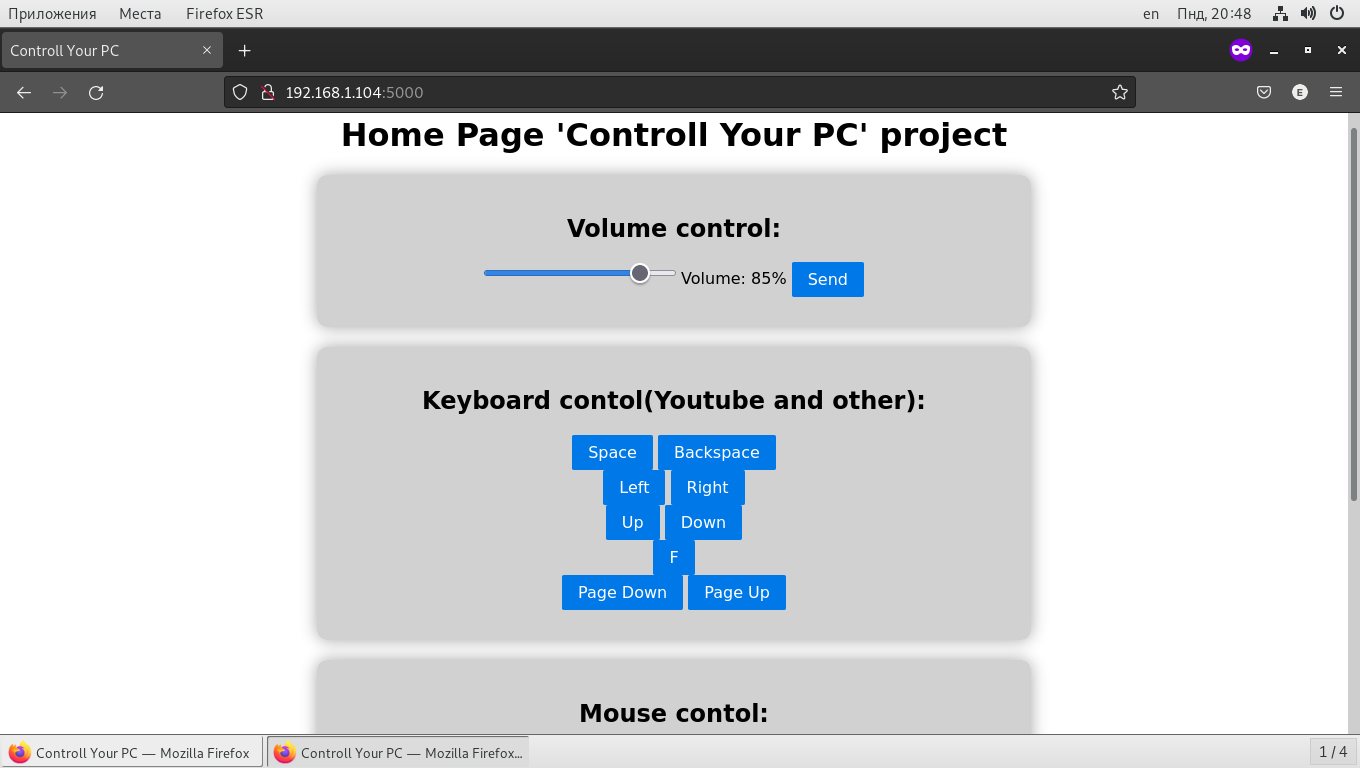 Приложения Места Firefox ESR en Пнд, 20:48
Controll Your PC
192.168.1.104:5000 E
Home Page 'Controll Your PC' project
Volume control:
Volume: 85% Send
Keyboard contol(Youtube and other):
Space Backspace
Left Right
Up Down
F
Page Down Page Up
Mouse contol:
Controll Your PC — Mozilla Firefox Controll Your PC — Mozilla Firefox... 1 / 4